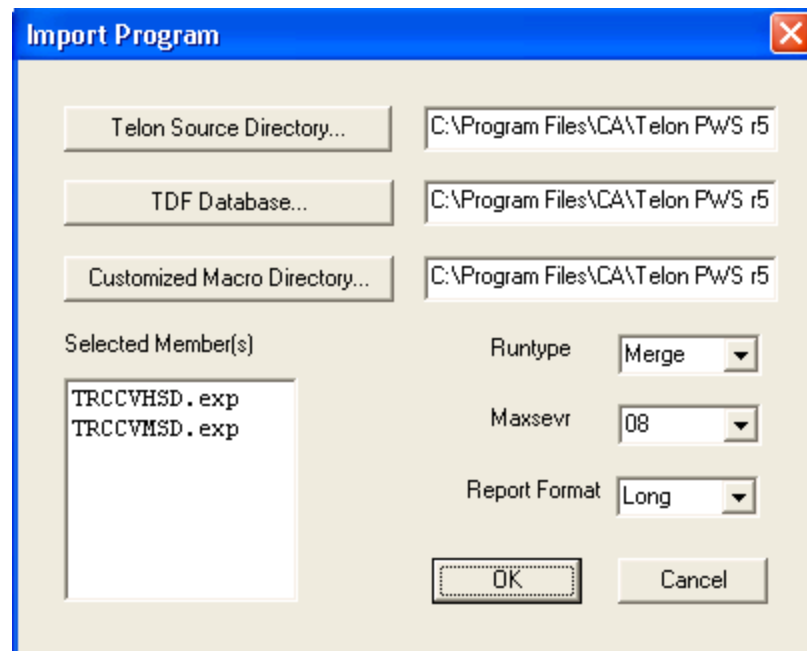 Import Program
Telon Source Directory...
C:\Program Files\CA\Telon PWS r5
TDF Database...
C:\Program Files\CA\Telon PWS r5
Customized Macro Directory...
C:\Program Files\CA\Telon PWS r5
Selected Member(s)
TRCCVHSD.exp
TRCCVMSD.exp
Runtype
Merge
Maxsevr
08
Report Format
Long
OK
Cancel